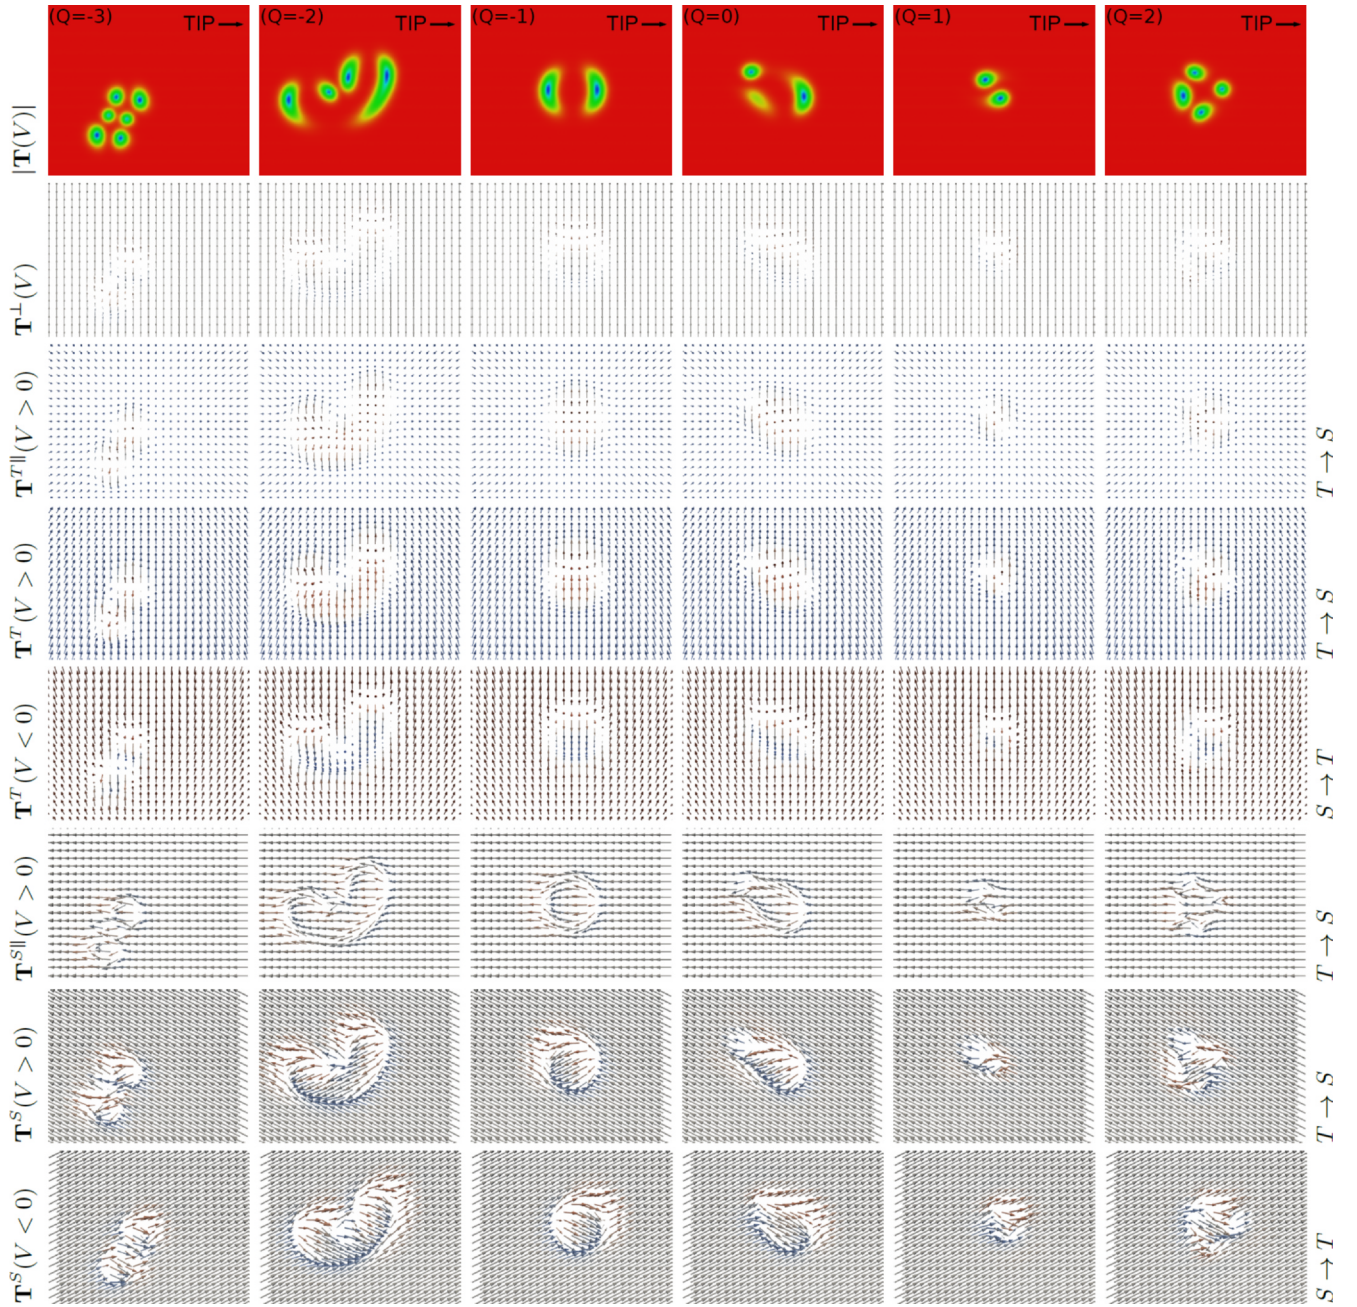 (Q=-3) TIP→
(Q=-2) TIP→
(Q=-1) TIP→
(Q=0) TIP→
(Q=1) TIP→
(Q=2) TIP→
|T(V)|
T^⊥(V)
T^{T∥}(V > 0)
T → S
T^T(V > 0)
T → S
T^T(V < 0)
S → T
T^{S∥}(V > 0)
T → S
T^S(V > 0)
T → S
T^S(V < 0)
S → T